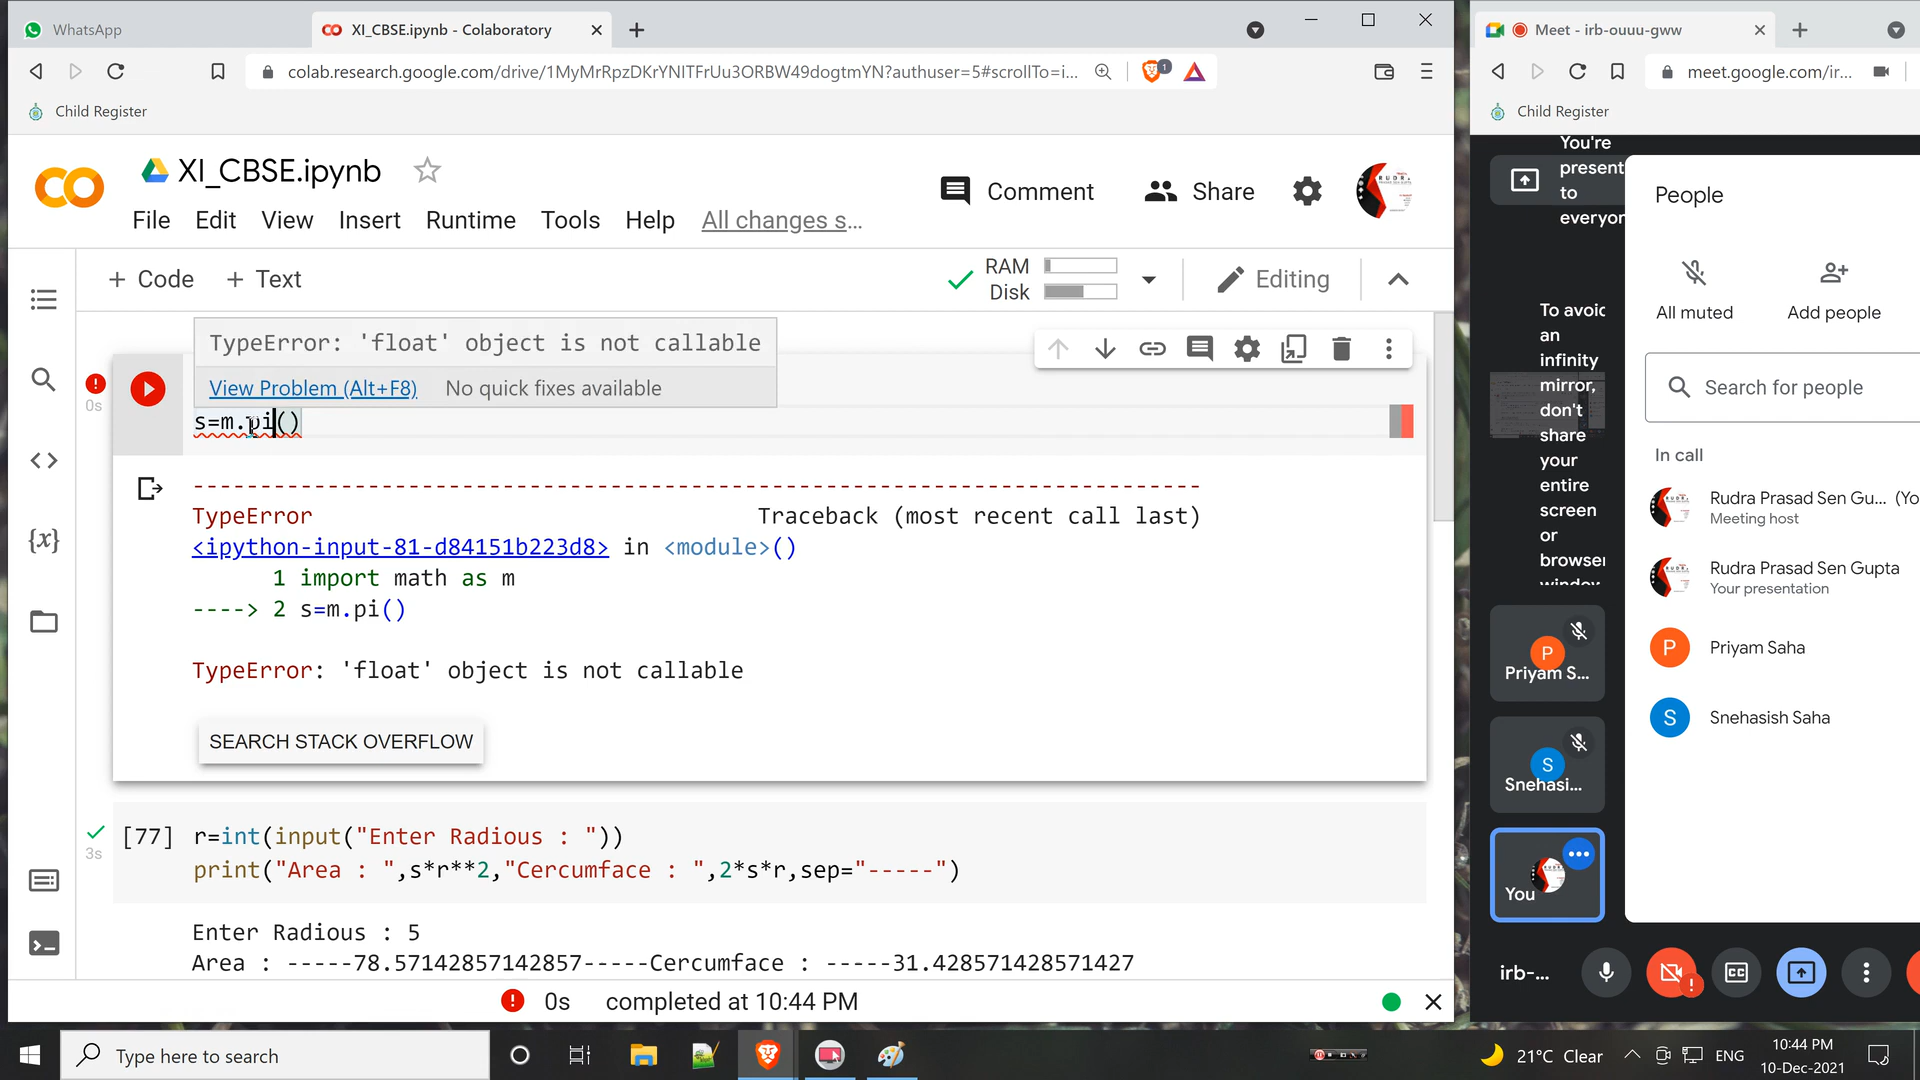 WhatsApp
XI_CBSE.ipynb - Colaboratory
colab.research.google.com/drive/1MyMrRpzDKrYNITFrUu3ORBW49dogtmYN?authuser=5#scrollTo=i...
1
Child Register
XI_CBSE.ipynb
Comment
Share
File Edit View Insert Runtime Tools Help All changes s...
+ Code + Text
RAM
Disk
Editing
TypeError: 'float' object is not callable
View Problem (Alt+F8) No quick fixes available
0s
s=m.pi()
TypeError Traceback (most recent call last)
<ipython-input-81-d84151b223d8> in <module>()
1 import math as m
----> 2 s=m.pi()
TypeError: 'float' object is not callable
SEARCH STACK OVERFLOW
3s
[77] r=int(input("Enter Radious : "))
print("Area : ",s*r**2,"Cercumface : ",2*s*r,sep="-----")
Enter Radious : 5
Area : -----78.57142857142857-----Cercumface : -----31.428571428571427
0s completed at 10:44 PM
Meet - irb-ouuu-gww
meet.google.com/ir...
Child Register
You're
present
to
everyon
To avoid
an
infinity
mirror,
don't
share
your
entire
screen
or
browser
window
Priyam S...
Snehasi...
You
People
All muted
Add people
Search for people
In call
Rudra Prasad Sen Gu... (Yo
Meeting host
Rudra Prasad Sen Gupta
Your presentation
P Priyam Saha
S Snehasish Saha
irb-...
Type here to search
21°C Clear
ENG
10:44 PM
10-Dec-2021